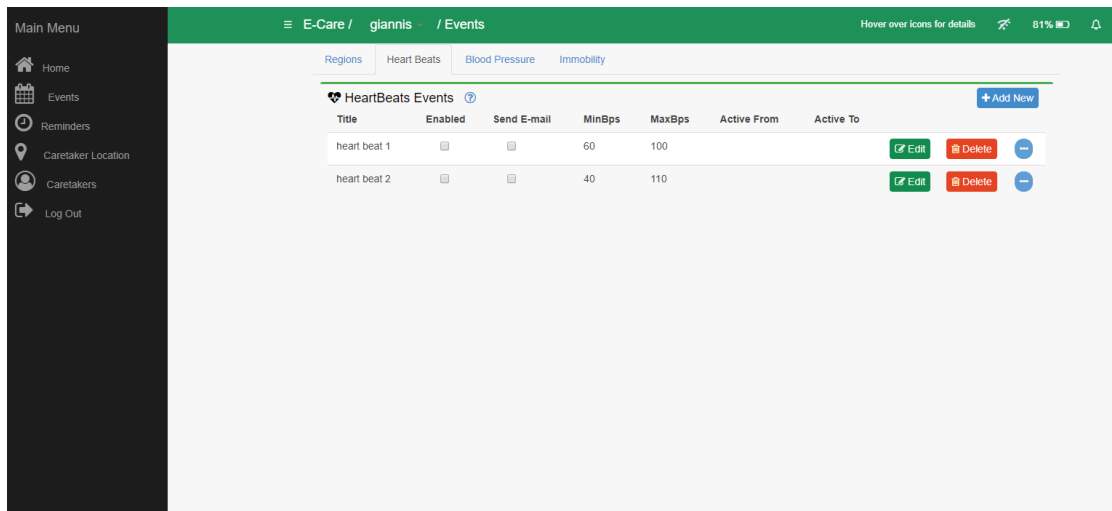 Main Menu
Home
Events
Reminders
Caretaker Location
Caretakers
Log Out
E-Care / giannis / Events
Hover over icons for details 81%
Regions Heart Beats Blood Pressure Immobility
HeartBeats Events ? + Add New
Title Enabled Send E-mail MinBps MaxBps Active From Active To
heart beat 1 60 100 Edit Delete
heart beat 2 40 110 Edit Delete